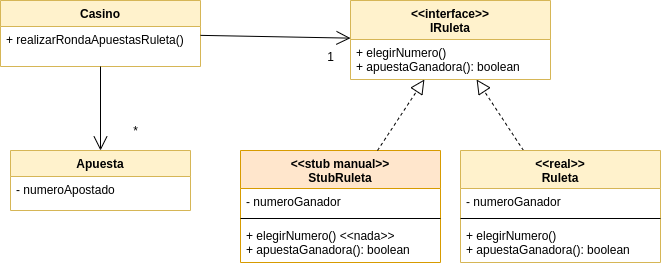 Casino
+ realizarRondaApuestasRuleta()
<<interface>>
IRuleta
+ elegirNumero()
+ apuestaGanadora(): boolean
1
*
Apuesta
- numeroApostado
<<stub manual>>
StubRuleta
- numeroGanador
+ elegirNumero() <<nada>>
+ apuestaGanadora(): boolean
<<real>>
Ruleta
- numeroGanador
+ elegirNumero()
+ apuestaGanadora(): boolean